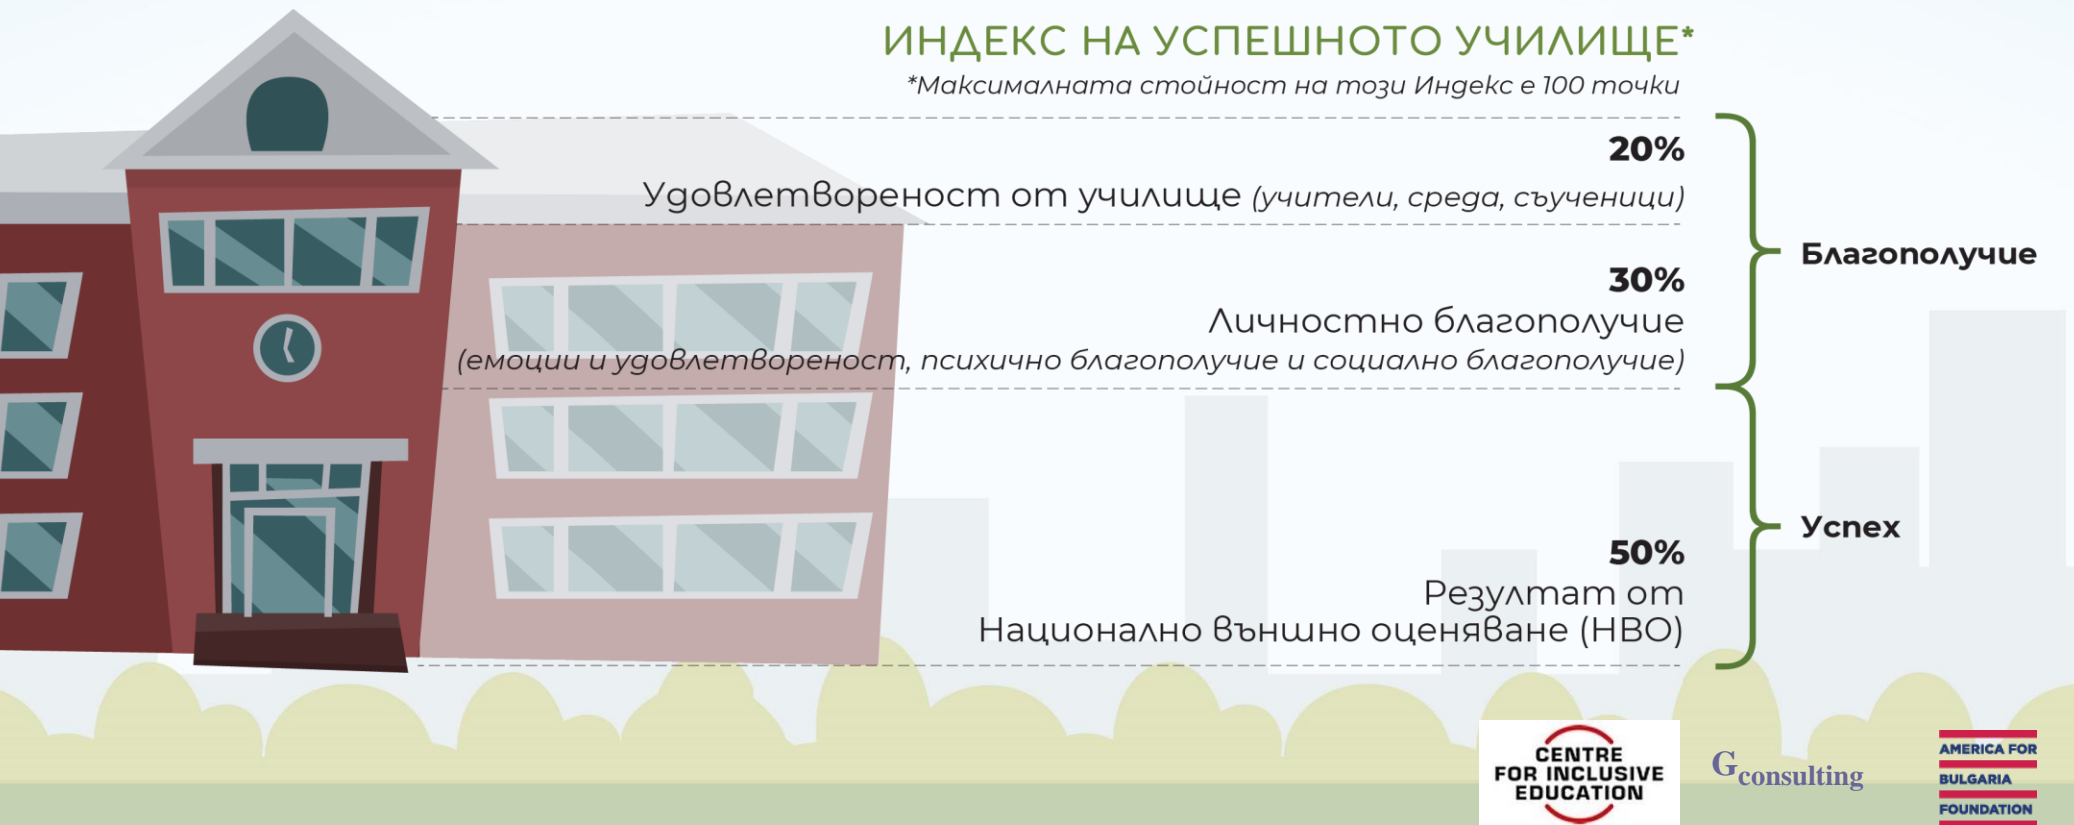 ИНДЕКС НА УСПЕШНОТО УЧИЛИЩЕ*
*Максималната стойност на този Индекс е 100 точки
20%
Удовлетвореност от училище (учители, среда, съученици)
30%
Личностно благополучие
(емоции и удовлетвореност, психично благополучие и социално благополучие)
Благополучие
50%
Резултат от
Национално външно оценяване (НВО)
Успех
CENTRE
FOR INCLUSIVE
EDUCATION
Gconsulting
AMERICA FOR
BULGARIA
FOUNDATION